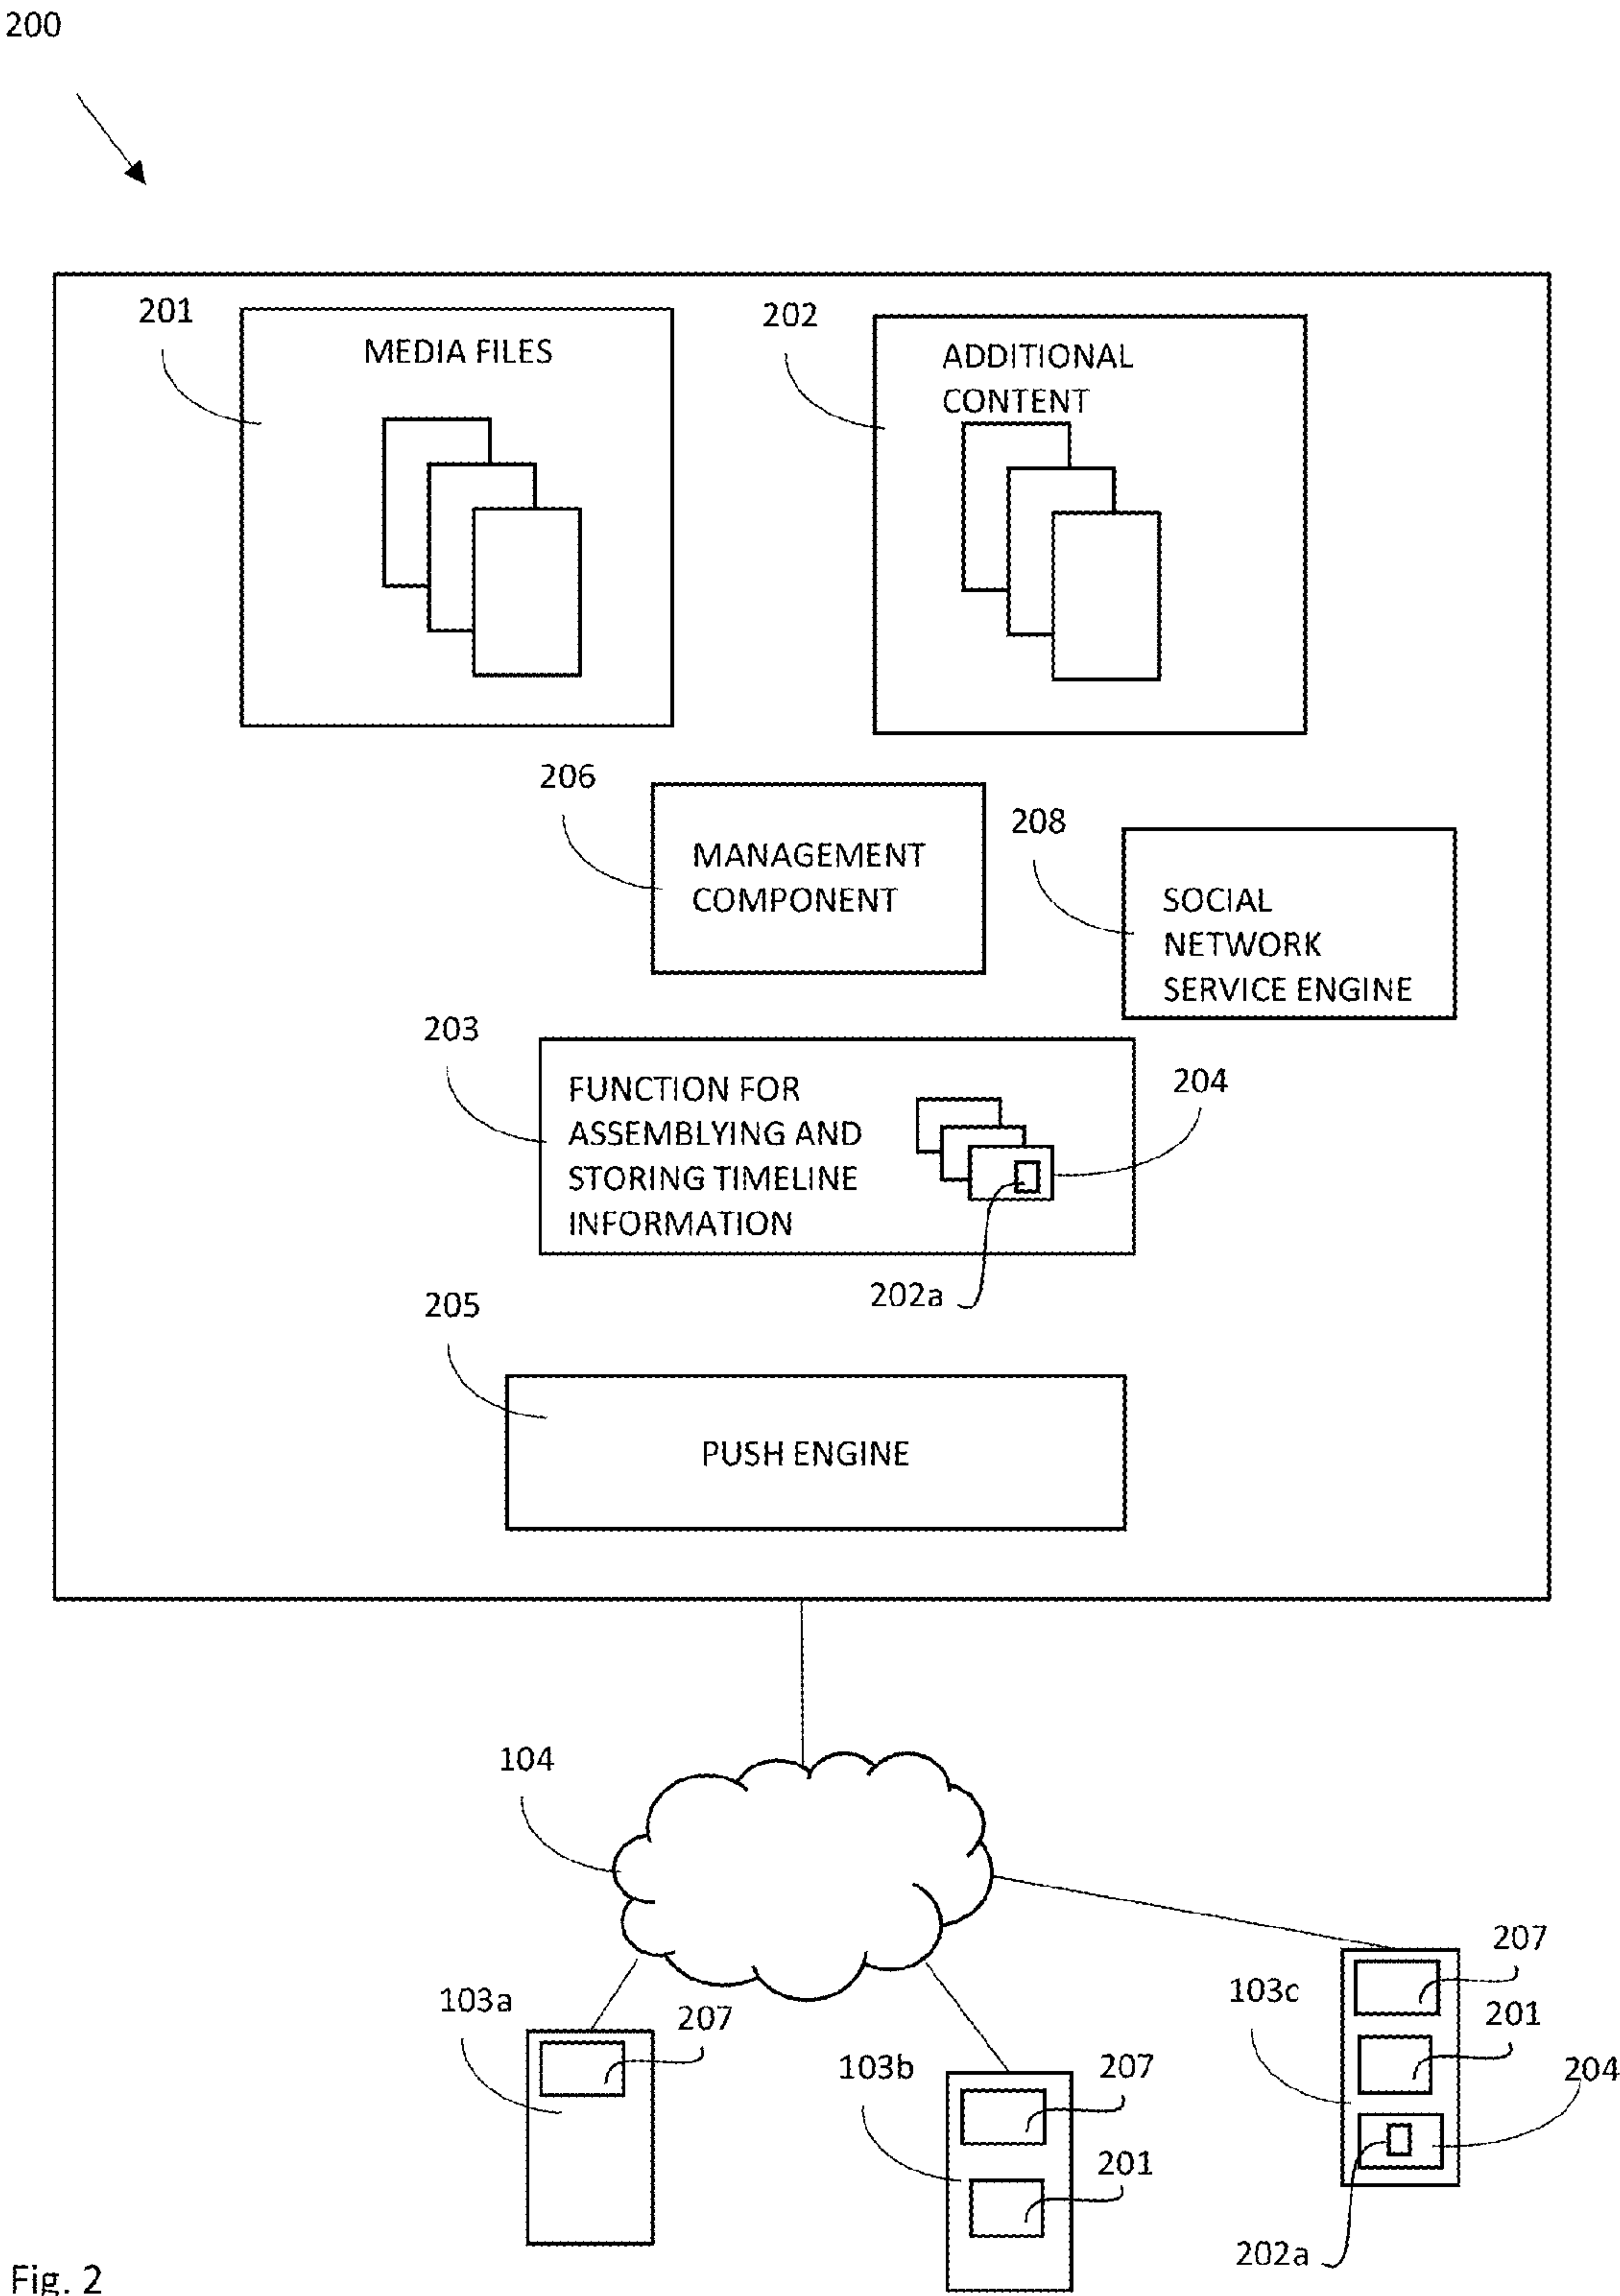 200
201
MEDIA FILES
202
ADDITIONAL
CONTENT
206
MANAGEMENT
COMPONENT
208
SOCIAL
NETWORK
SERVICE ENGINE
203
FUNCTION FOR
ASSEMBLYING AND
STORING TIMELINE
INFORMATION
204
202a
205
PUSH ENGINE
104
103a
207
103b
207
201
103c
207
201
204
202a
Fig. 2